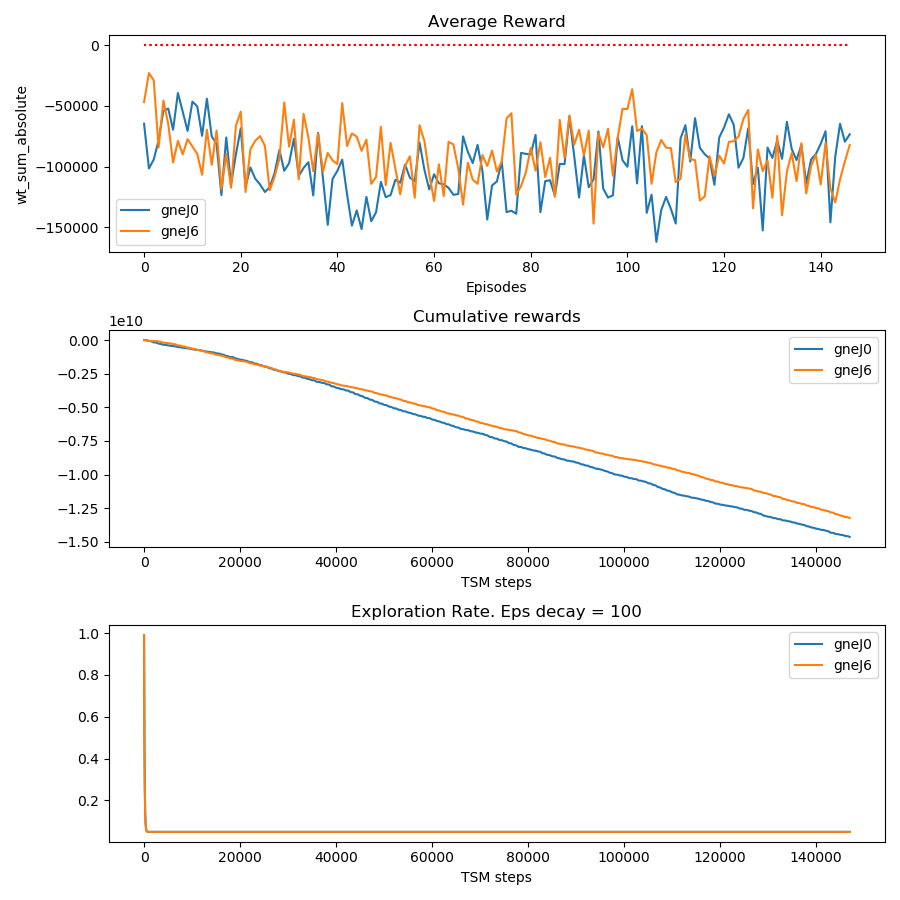 Average Reward
wt_sum_absolute
0
−50000
−100000
−150000
gneJ0
gneJ6
0 20 40 60 80 100 120 140
Episodes
Cumulative rewards
1e10
0.00
−0.25
−0.50
−0.75
−1.00
−1.25
−1.50
gneJ0
gneJ6
0 20000 40000 60000 80000 100000 120000 140000
TSM steps
Exploration Rate. Eps decay = 100
1.0
0.8
0.6
0.4
0.2
gneJ0
gneJ6
0 20000 40000 60000 80000 100000 120000 140000
TSM steps